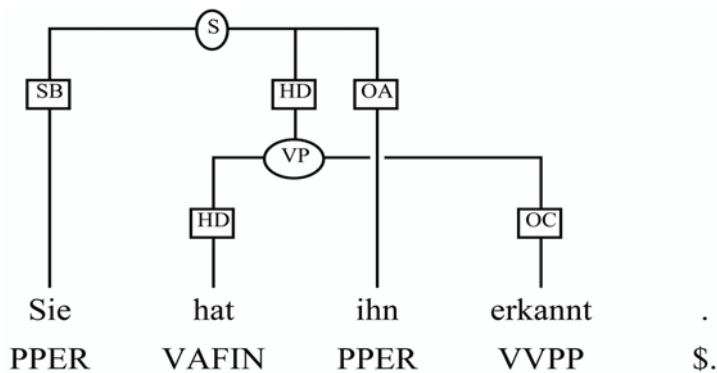 S
SB HD OA
VP
HD OC
Sie hat ihn erkannt .
PPER VAFIN PPER VVPP $.